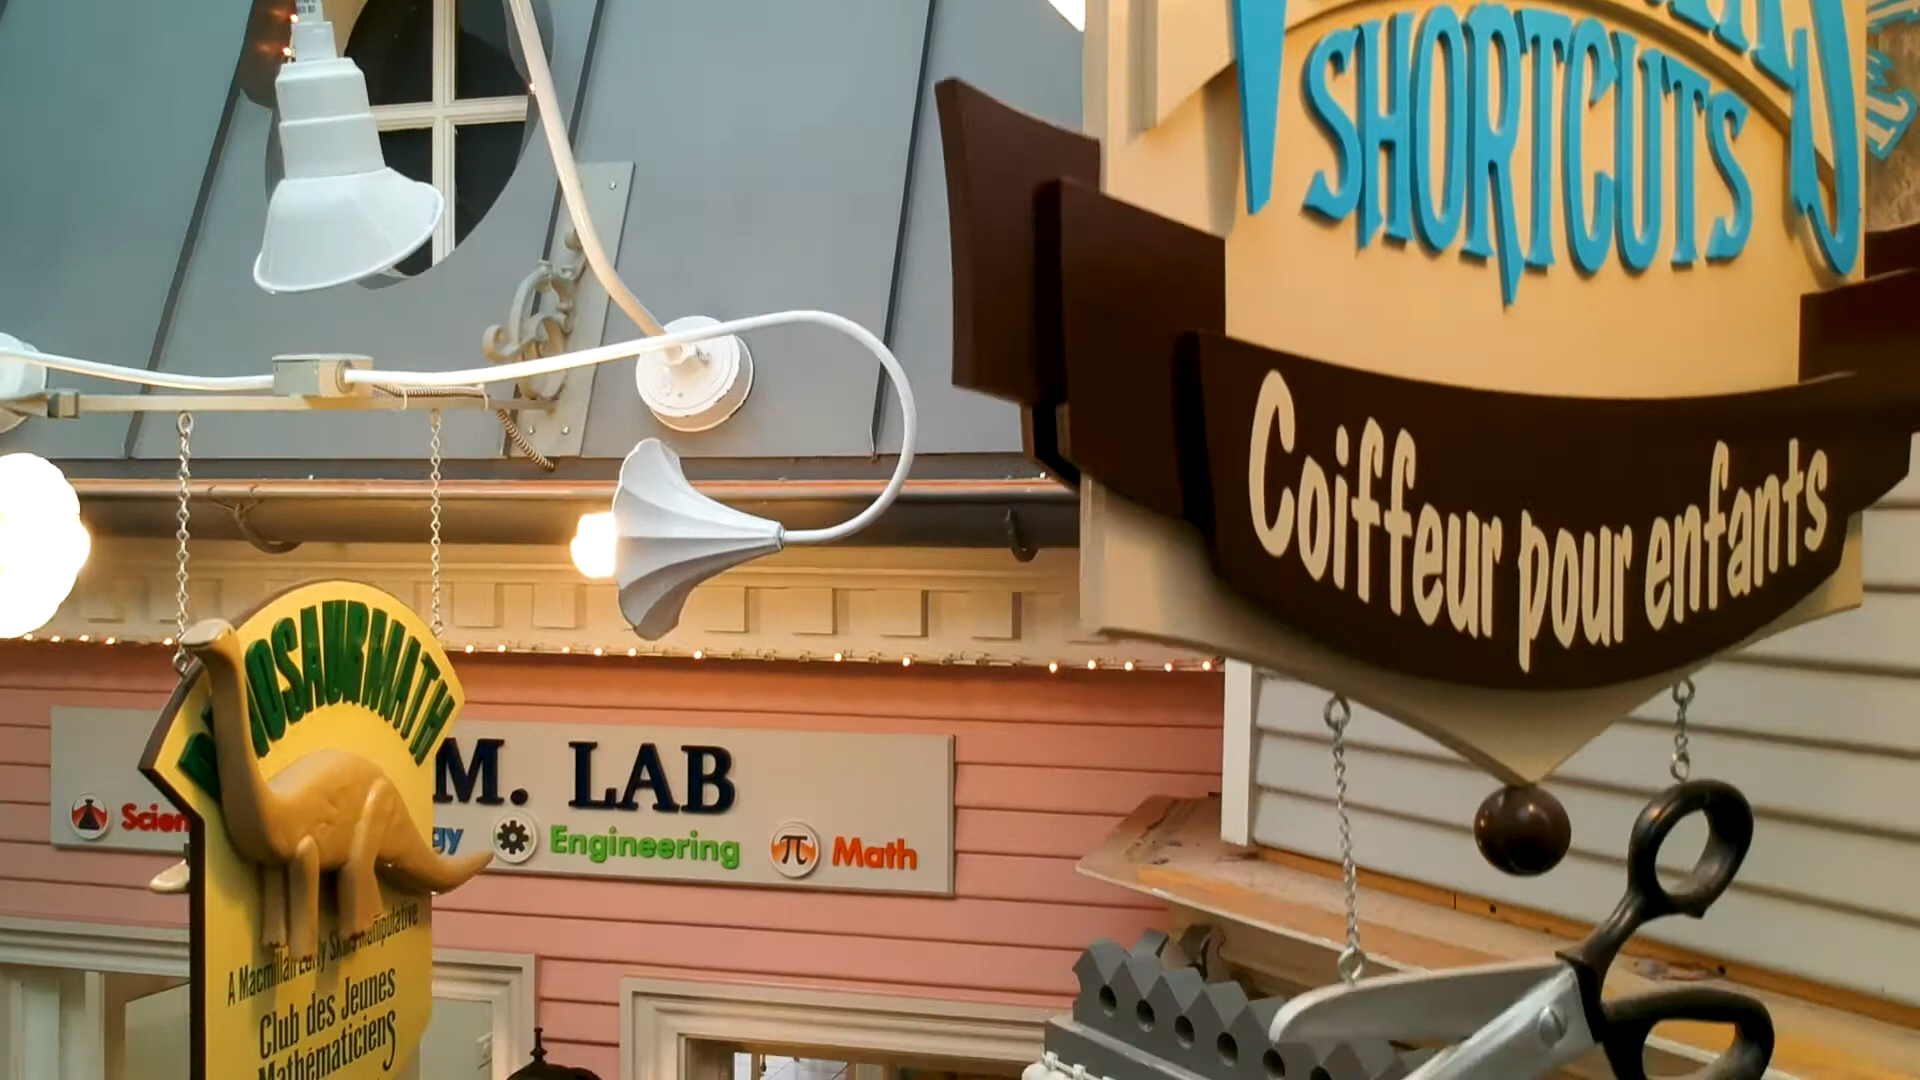 SHORTCUTS
Coiffeur pour enfants
M. LAB
Engineering
Math
A Macmillan Early Skills Manipulative
Club des Jeunes
Mathématiciens